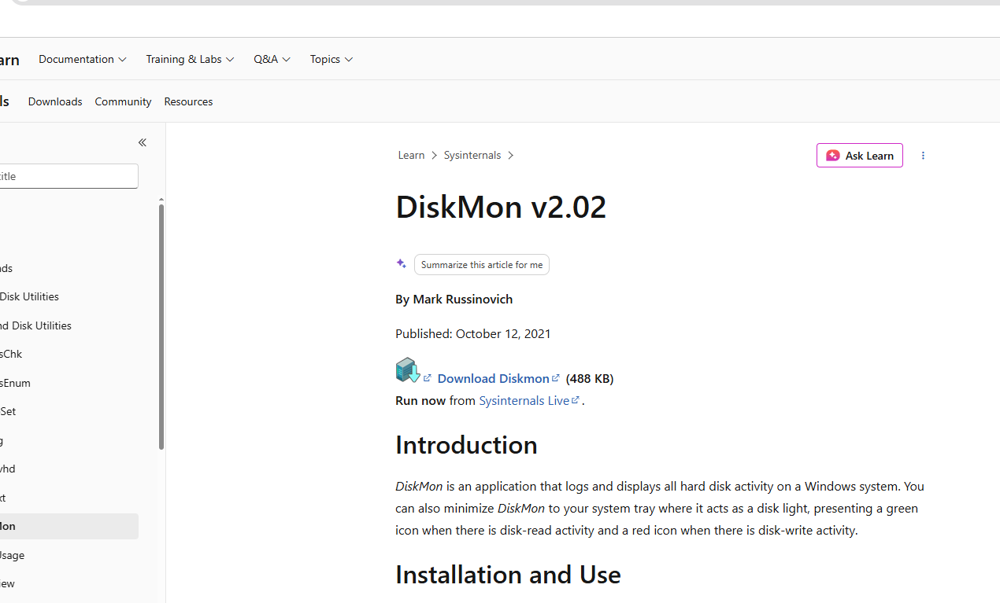 arn Documentation Training & Labs Q&A Topics
ls Downloads Community Resources
title
Learn Sysinternals Ask Learn
DiskMon v2.02
Summarize this article for me
By Mark Russinovich
Published: October 12, 2021
Download Diskmon (488 KB)
Run now from Sysinternals Live.
Introduction
DiskMon is an application that logs and displays all hard disk activity on a Windows system. You
can also minimize DiskMon to your system tray where it acts as a disk light, presenting a green
icon when there is disk-read activity and a red icon when there is disk-write activity.
Installation and Use
ads
Disk Utilities
nd Disk Utilities
sChk
sEnum
Set
g
vhd
xt
Mon
Usage
iew